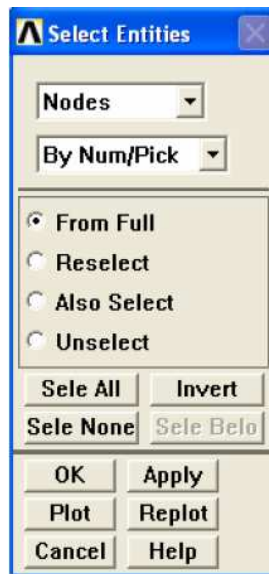 Select Entities
Nodes
By Num/Pick
From Full
Reselect
Also Select
Unselect
Sele All Invert
Sele None Sele Belo
OK Apply
Plot Replot
Cancel Help